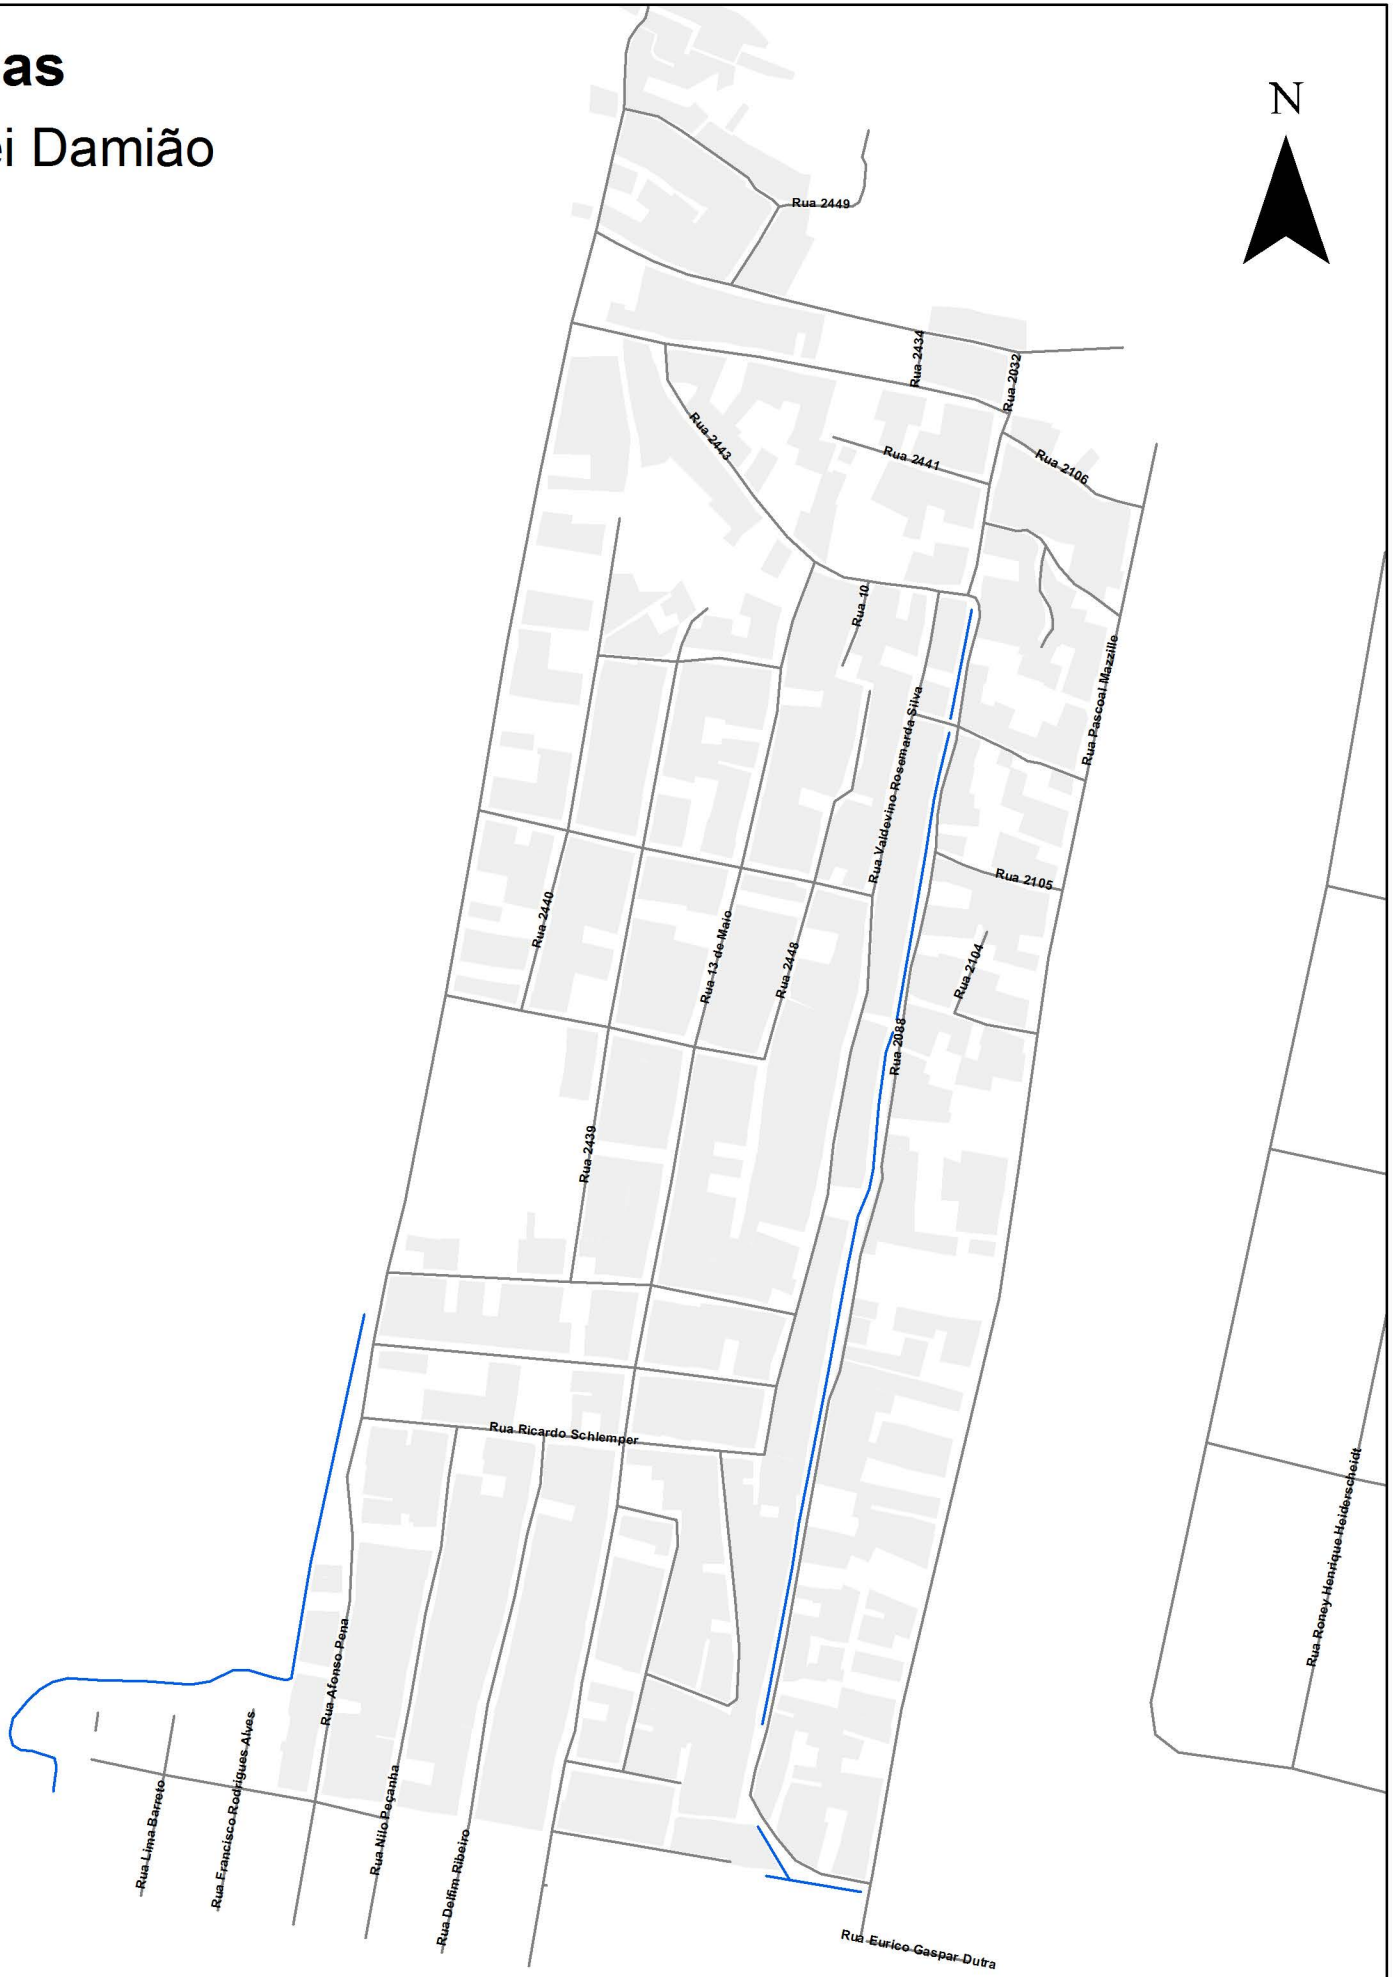 as
i Damião
N
Rua 2449
Rua 2434
Rua 2032
Rua 2443
Rua 2441
Rua 2106
Rua 10
Rua Pascoal Mazzille
Rua Valdevino Rosemarda Silva
Rua 2105
Rua 2440
Rua 13 de Maio
Rua 2448
Rua 2104
Rua 2088
Rua 2439
Rua Ricardo Schlemper
Rua Roney Henrique Heiderscheidt
Rua Afonso Pena
Rua Francisco Rodrigues Alves
Rua Lima Barreto
Rua Nilo Peçanha
Rua Delfim Ribeiro
Rua Eurico Gaspar Dutra